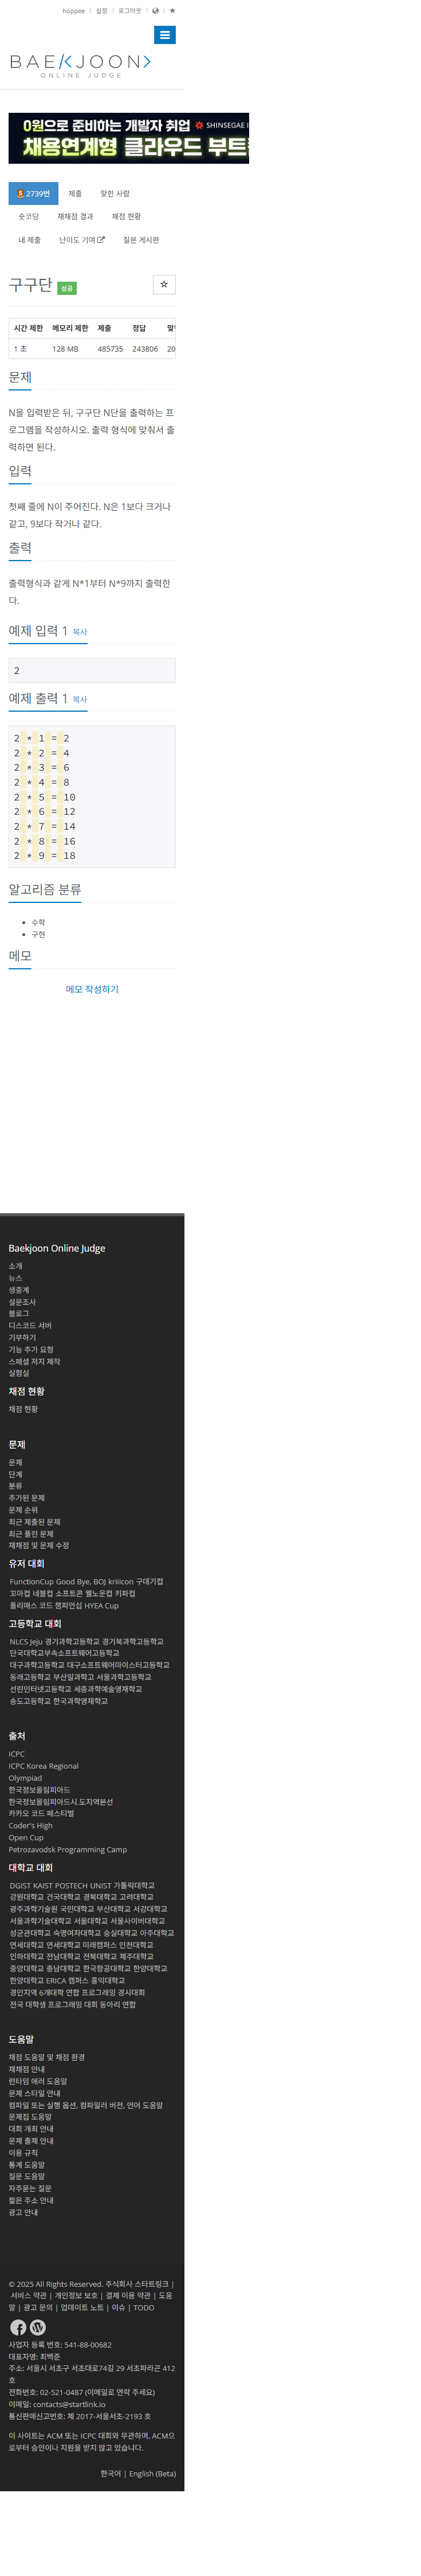 hoppee 설정 로그아웃
BAEKJOON
ONLINE JUDGE
0원으로 준비하는 개발자 취업 SHINSEGAE I
채용연계형 클라우드 부트
2739번 제출 맞힌 사람
숏코딩 재채점 결과 채점 현황
내 제출 난이도 기여 질문 게시판
구구단 성공
시간 제한 메모리 제한 제출 정답
1 초 128 MB 485735 243806 20
문제
N을 입력받은 뒤, 구구단 N단을 출력하는 프
로그램을 작성하시오. 출력 형식에 맞춰서 출
력하면 된다.
입력
첫째 줄에 N이 주어진다. N은 1보다 크거나
같고, 9보다 작거나 같다.
출력
출력형식과 같게 N*1부터 N*9까지 출력한
다.
예제 입력 1 복사
2
예제 출력 1 복사
2 * 1 = 2
2 * 2 = 4
2 * 3 = 6
2 * 4 = 8
2 * 5 = 10
2 * 6 = 12
2 * 7 = 14
2 * 8 = 16
2 * 9 = 18
알고리즘 분류
수학
구현
메모
메모 작성하기
Baekjoon Online Judge
소개
뉴스
생중계
설문조사
블로그
디스코드 서버
기부하기
기능 추가 요청
스페셜 저지 제작
실험실
채점 현황
채점 현황
문제
문제
단계
분류
추가된 문제
문제 순위
최근 제출된 문제
최근 풀린 문제
재채점 및 문제 수정
유저 대회
FunctionCup Good Bye, BOJ kriiicon 구데기컵
꼬마컵 네블컵 소프트콘 웰노운컵 키파컵
폴리매스 코드 챔피언십 HYEA Cup
고등학교 대회
NLCS Jeju 경기과학고등학교 경기북과학고등학교
단국대학교부속소프트웨어고등학교
대구과학고등학교 대구소프트웨어마이스터고등학교
동래고등학교 부산일과학고 서울과학고등학교
선린인터넷고등학교 세종과학예술영재학교
송도고등학교 한국과학영재학교
출처
ICPC
ICPC Korea Regional
Olympiad
한국정보올림피아드
한국정보올림피아드시.도지역본선
카카오 코드 페스티벌
Coder's High
Open Cup
Petrozavodsk Programming Camp
대학교 대회
DGIST KAIST POSTECH UNIST 가톨릭대학교
강원대학교 건국대학교 경북대학교 고려대학교
광주과학기술원 국민대학교 부산대학교 서강대학교
서울과학기술대학교 서울대학교 서울사이버대학교
성균관대학교 숙명여자대학교 숭실대학교 아주대학교
연세대학교 연세대학교 미래캠퍼스 인천대학교
인하대학교 전남대학교 전북대학교 제주대학교
중앙대학교 충남대학교 한국항공대학교 한양대학교
한양대학교 ERICA 캠퍼스 홍익대학교
경인지역 6개대학 연합 프로그래밍 경시대회
전국 대학생 프로그래밍 대회 동아리 연합
도움말
채점 도움말 및 채점 환경
재채점 안내
런타임 에러 도움말
문제 스타일 안내
컴파일 또는 실행 옵션, 컴파일러 버전, 언어 도움말
문제집 도움말
대회 개최 안내
문제 출제 안내
이용 규칙
통계 도움말
질문 도움말
자주묻는 질문
짧은 주소 안내
광고 안내
© 2025 All Rights Reserved. 주식회사 스타트링크 |
서비스 약관 | 개인정보 보호 | 결제 이용 약관 | 도움
말 | 광고 문의 | 업데이트 노트 | 이슈 | TODO
사업자 등록 번호: 541-88-00682
대표자명: 최백준
주소: 서울시 서초구 서초대로74길 29 서초파라곤 412
호
전화번호: 02-521-0487 (이메일로 연락 주세요)
이메일: contacts@startlink.io
통신판매신고번호: 제 2017-서울서초-2193 호
이 사이트는 ACM 또는 ICPC 대회와 무관하며, ACM으
로부터 승인이나 지원을 받지 않고 있습니다.
한국어 | English (Beta)